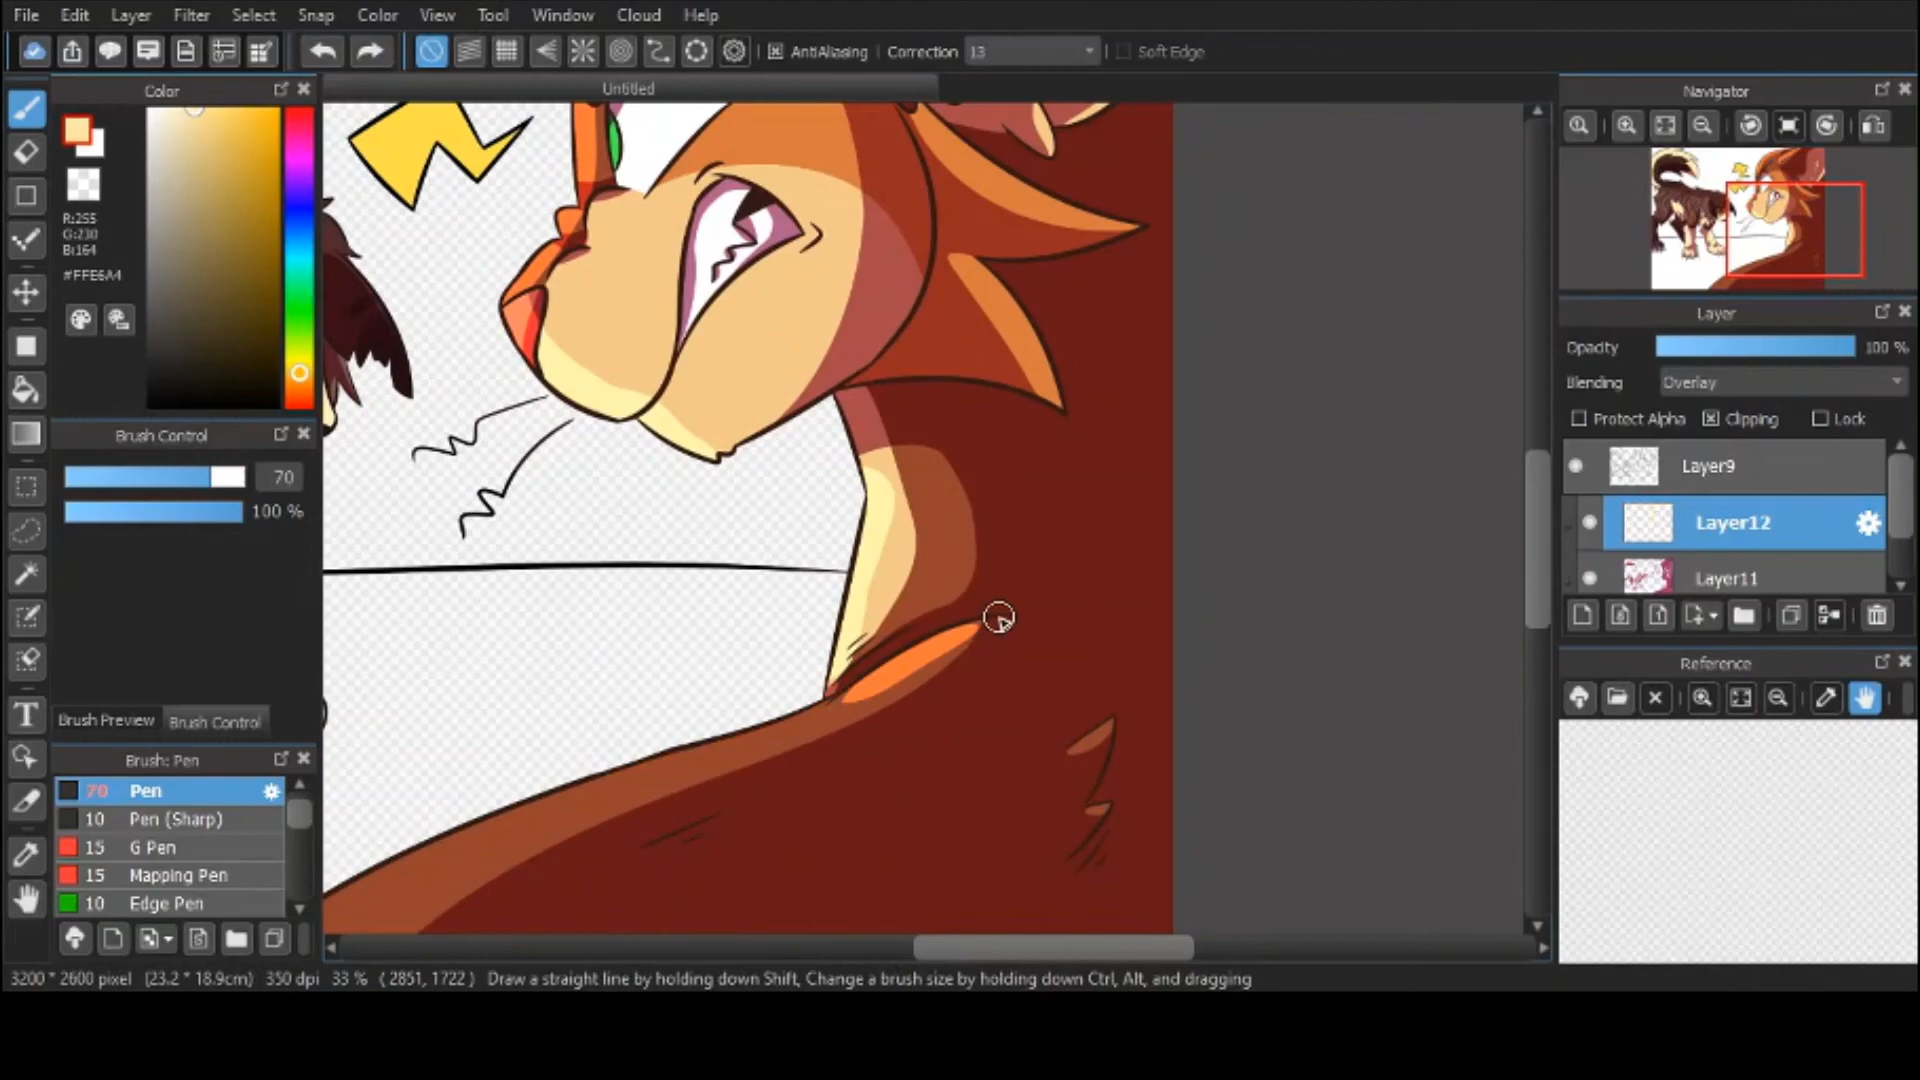 File Edit Layer Filter Select Snap Color View Tool Window Cloud Help
AntiAliasing Correction 13 Soft Edge
Color
Untitled
Navigator
R:255
G:230
B:164
#FFE6A4
Layer
Opacity 100 %
Blending Overlay
Protect Alpha Clipping Lock
Layer9
Layer12
Layer11
Brush Control
70
100 %
Reference
Brush Preview Brush Control
Brush: Pen
70 Pen
10 Pen (Sharp)
15 G Pen
15 Mapping Pen
10 Edge Pen
3200 * 2600 pixel (23.2 * 18.9cm) 350 dpi 33 % ( 2851, 1722 ) Draw a straight line by holding down Shift, Change a brush size by holding down Ctrl, Alt, and dragging